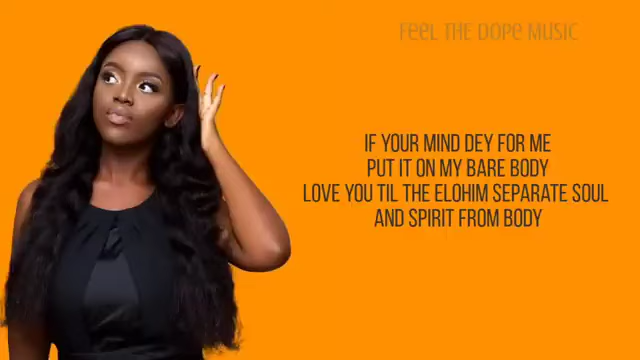 FEEL THE DOPE MUSIC
IF YOUR MIND DEY FOR ME
PUT IT ON MY BARE BODY
LOVE YOU TIL THE ELOHIM SEPARATE SOUL
AND SPIRIT FROM BODY